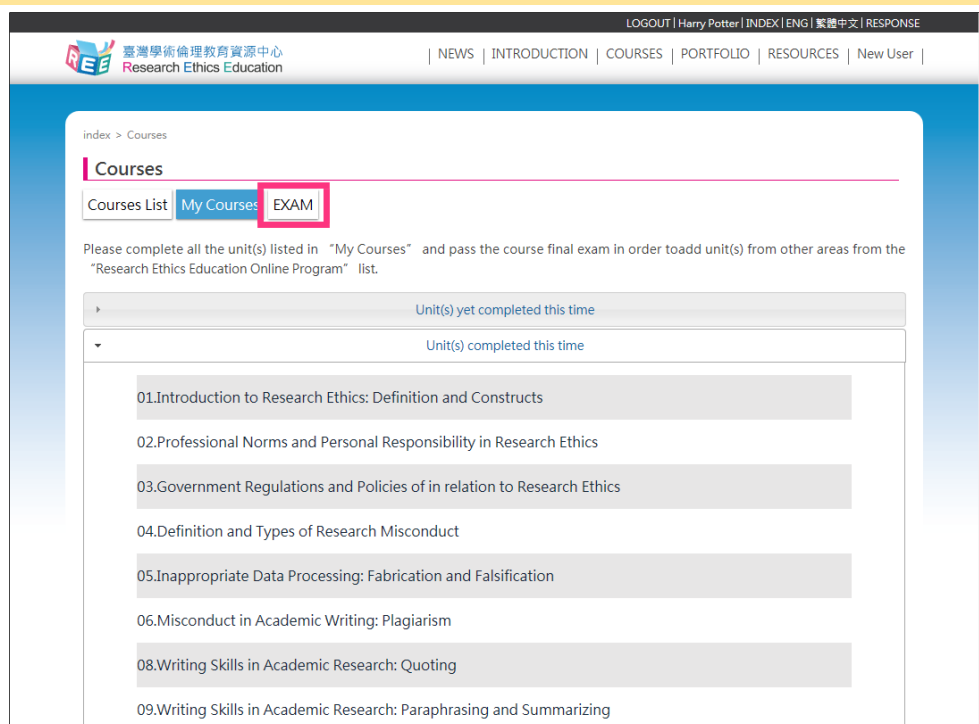 LOGOUT | Harry Potter | INDEX | ENG | 繁體中文 | RESPONSE
REE
臺灣學術倫理教育資源中心
Research Ethics Education
| NEWS | INTRODUCTION | COURSES | PORTFOLIO | RESOURCES | New User |
index > Courses
Courses
Courses List My Courses EXAM
Please complete all the unit(s) listed in “My Courses” and pass the course final exam in order toadd unit(s) from other areas from the
“Research Ethics Education Online Program” list.
Unit(s) yet completed this time
Unit(s) completed this time
01.Introduction to Research Ethics: Definition and Constructs
02.Professional Norms and Personal Responsibility in Research Ethics
03.Government Regulations and Policies of in relation to Research Ethics
04.Definition and Types of Research Misconduct
05.Inappropriate Data Processing: Fabrication and Falsification
06.Misconduct in Academic Writing: Plagiarism
08.Writing Skills in Academic Research: Quoting
09.Writing Skills in Academic Research: Paraphrasing and Summarizing